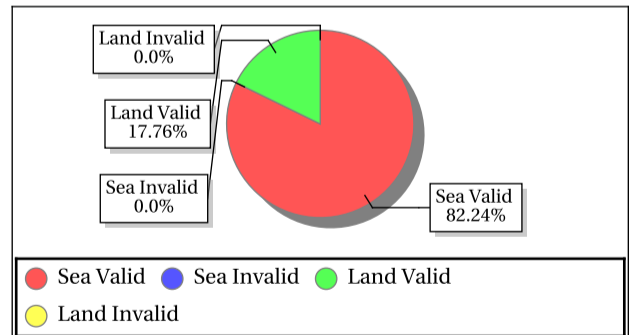 Land Invalid
0.0%
Land Valid
17.76%
Sea Invalid
0.0%
Sea Valid
82.24%
Sea Valid Sea Invalid Land Valid
Land Invalid